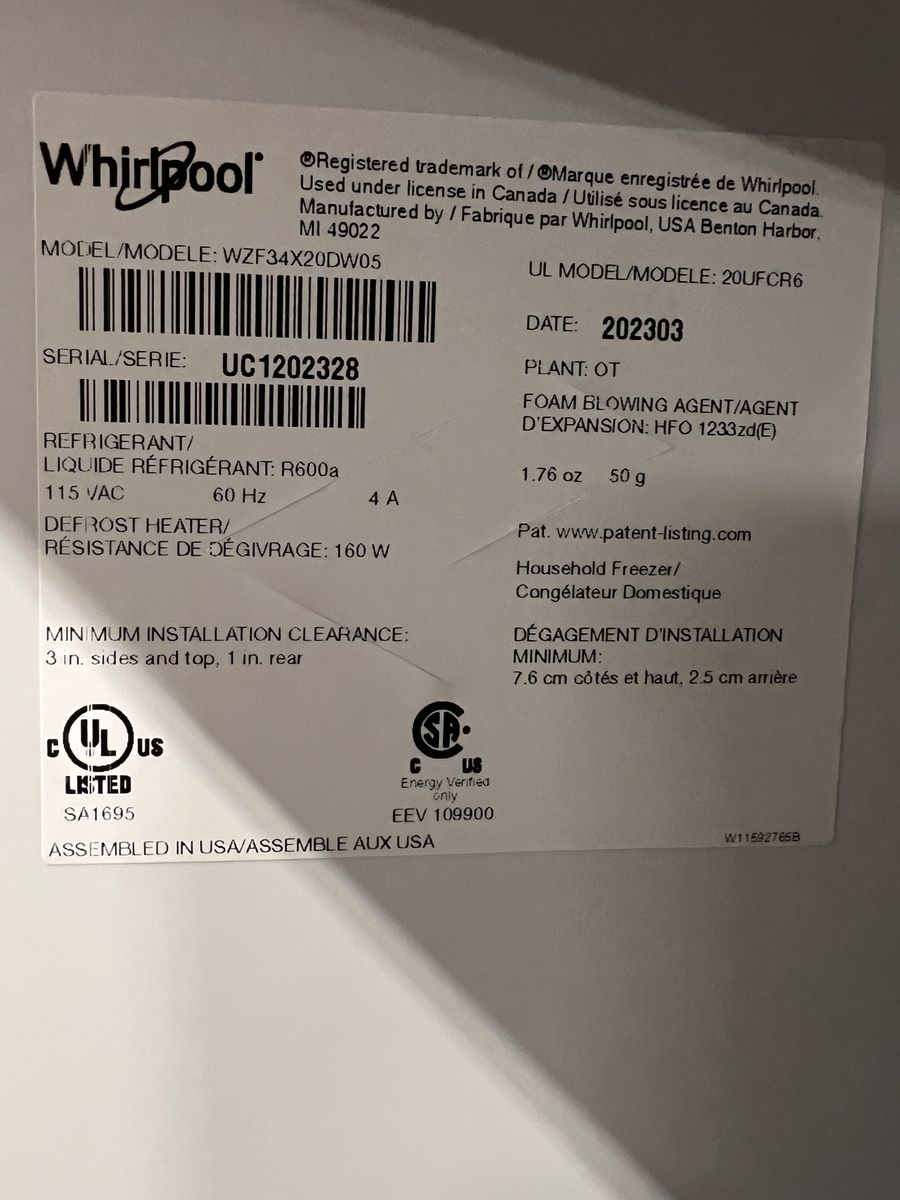 Whirlpool®
®Registered trademark of / ®Marque enregistrée de Whirlpool.
Used under license in Canada / Utilisé sous licence au Canada.
Manufactured by / Fabrique par Whirlpool, USA Benton Harbor,
MI 49022
MODEL/MODELE: WZF34X20DW05
UL MODEL/MODELE: 20UFCR6
DATE: 202303
SERIAL/SERIE: UC1202328
PLANT: OT
FOAM BLOWING AGENT/AGENT
D'EXPANSION: HFO 1233zd(E)
REFRIGERANT/
LIQUIDE RÉFRIGÉRANT: R600a
1.76 oz 50 g
115 VAC 60 Hz 4 A
DEFROST HEATER/
RÉSISTANCE DE DÉGIVRAGE: 160 W
Pat. www.patent-listing.com
Household Freezer/
Congélateur Domestique
MINIMUM INSTALLATION CLEARANCE:
3 in. sides and top, 1 in. rear
DÉGAGEMENT D'INSTALLATION
MINIMUM:
7.6 cm côtés et haut, 2.5 cm arrière
C UL US
LISTED
SA1695
SA
C US
Energy Verified
only
EEV 109900
ASSEMBLED IN USA/ASSEMBLE AUX USA
W11592765B